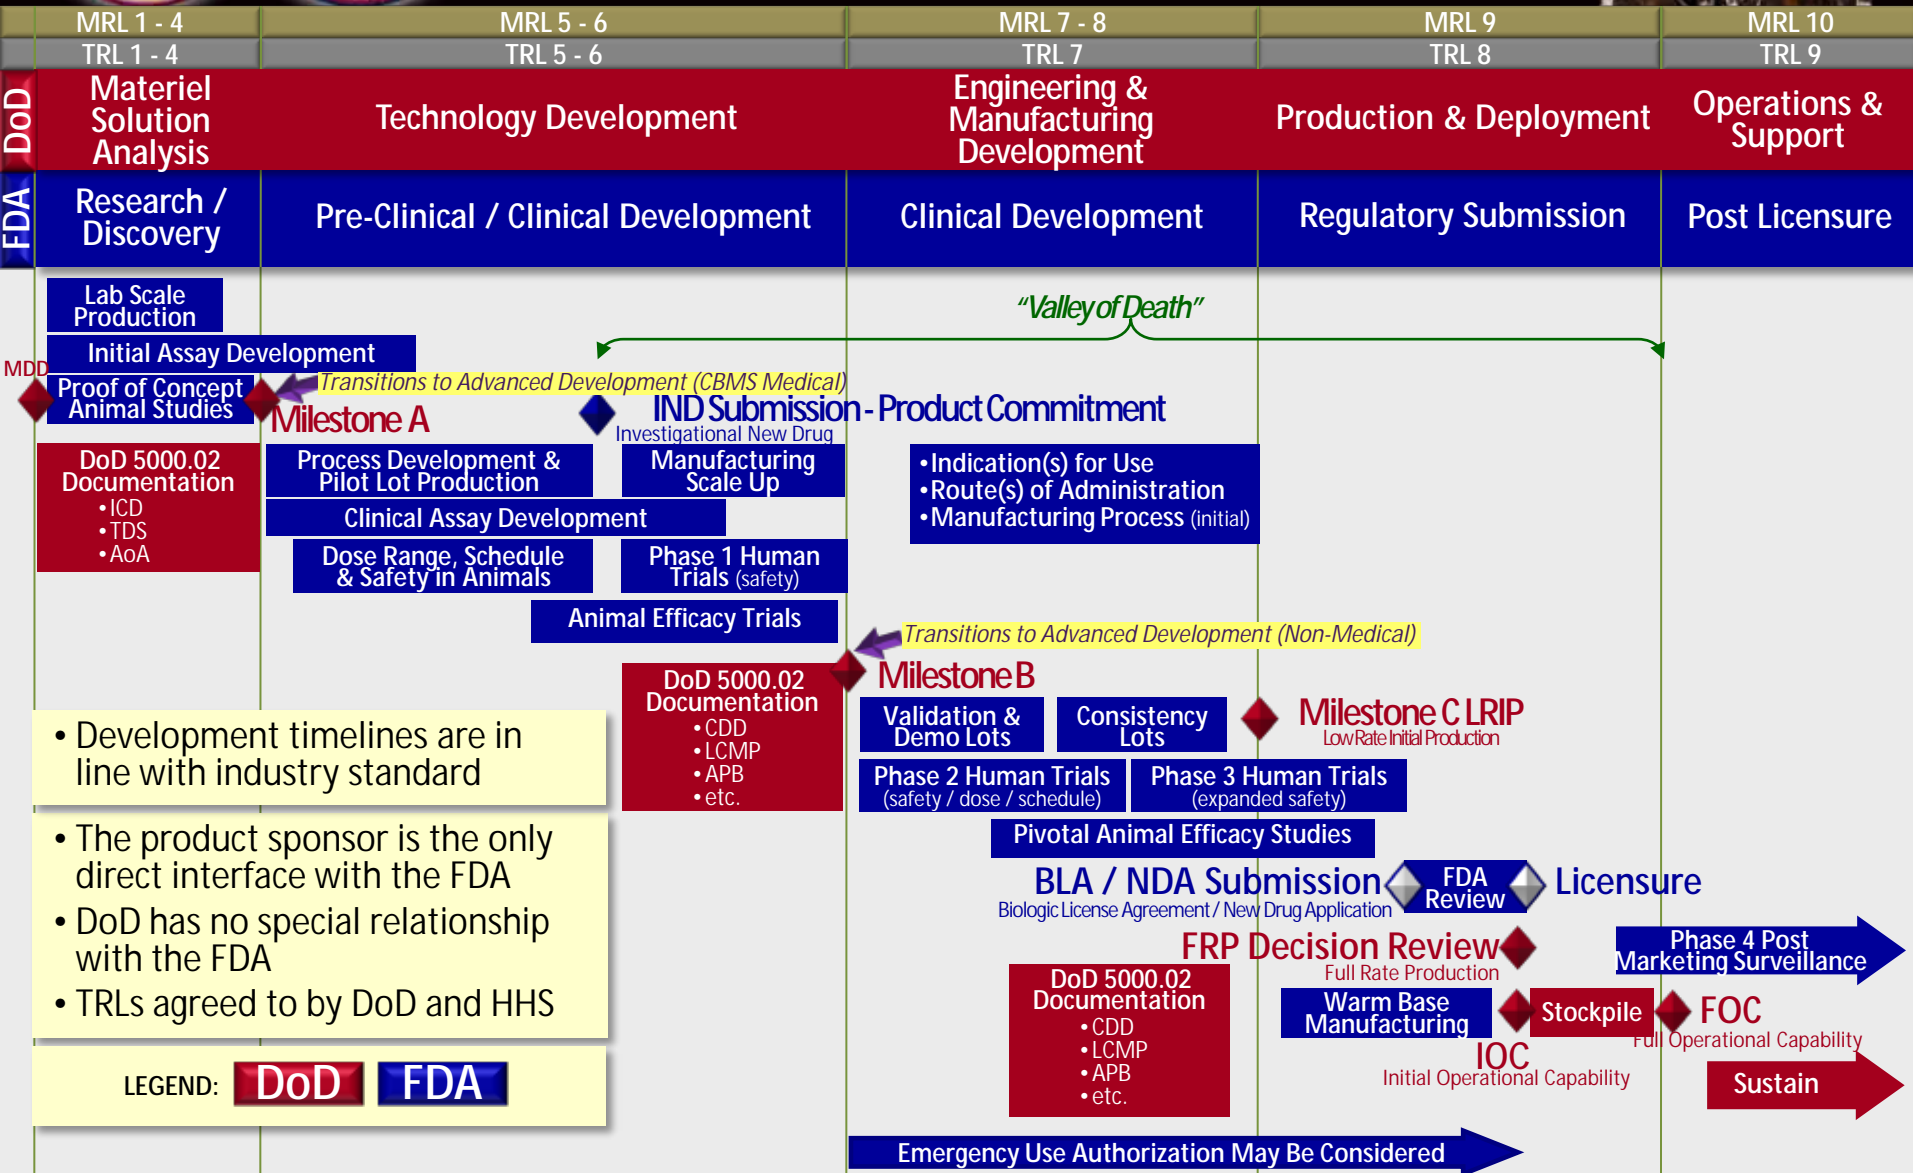 MRL 1 - 4
MRL 5 - 6
MRL 7 - 8
MRL 9
MRL 10
TRL 1 - 4
TRL 5 - 6
TRL 7
TRL 8
TRL 9
DoD
Materiel
Solution
Analysis
Technology Development
Engineering &
Manufacturing
Development
Production & Deployment
Operations &
Support
FDA
Research /
Discovery
Pre-Clinical / Clinical Development
Clinical Development
Regulatory Submission
Post Licensure
Lab Scale
Production
"Valley of Death"
Initial Assay Development
MDD
Proof of Concept
Animal Studies
Transitions to Advanced Development (CBMS Medical)
Milestone A
IND Submission - Product Commitment
Investigational New Drug
DoD 5000.02
Documentation
• ICD
• TDS
• AoA
Process Development &
Pilot Lot Production
Manufacturing
Scale Up
• Indication(s) for Use
• Route(s) of Administration
• Manufacturing Process (initial)
Clinical Assay Development
Dose Range, Schedule
& Safety in Animals
Phase 1 Human
Trials (safety)
Animal Efficacy Trials
Transitions to Advanced Development (Non-Medical)
Milestone B
DoD 5000.02
Documentation
• CDD
• LCMP
• APB
• etc.
Validation &
Demo Lots
Consistency
Lots
Milestone C LRIP
Low Rate Initial Production
Phase 2 Human Trials
(safety / dose / schedule)
Phase 3 Human Trials
(expanded safety)
Pivotal Animal Efficacy Studies
BLA / NDA Submission
Biologic License Agreement / New Drug Application
FDA
Review
Licensure
FRP Decision Review
Full Rate Production
Phase 4 Post
Marketing Surveillance
DoD 5000.02
Documentation
• CDD
• LCMP
• APB
• etc.
Warm Base
Manufacturing
Stockpile
FOC
Full Operational Capability
IOC
Initial Operational Capability
Sustain
Emergency Use Authorization May Be Considered
• Development timelines are in
line with industry standard
• The product sponsor is the only
direct interface with the FDA
• DoD has no special relationship
with the FDA
• TRLs agreed to by DoD and HHS
LEGEND:
DoD
FDA